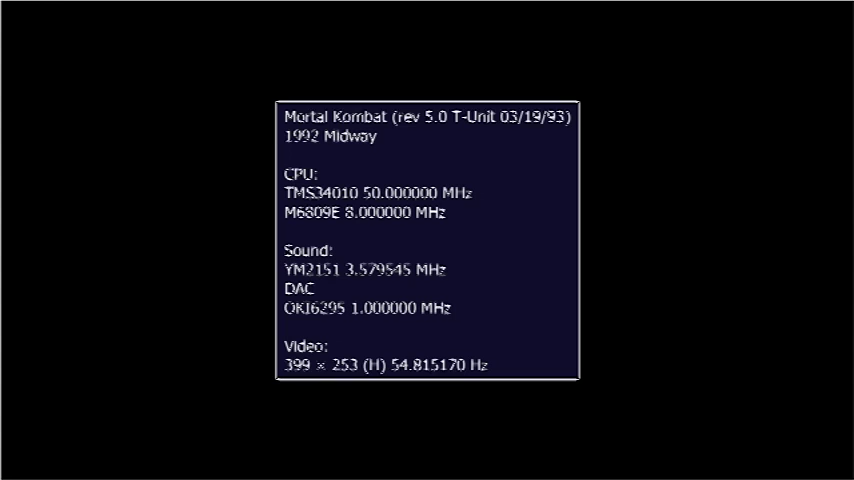 Mortal Kombat (rev 5.0 T-Unit 03/19/93)
1992 Midway
CPU:
TMS34010 50.000000 MHz
M6809E 8.000000 MHz
Sound:
YM2151 3.579545 MHz
DAC
OKI6295 1.000000 MHz
Video:
399 × 253 (H) 54.815170 Hz